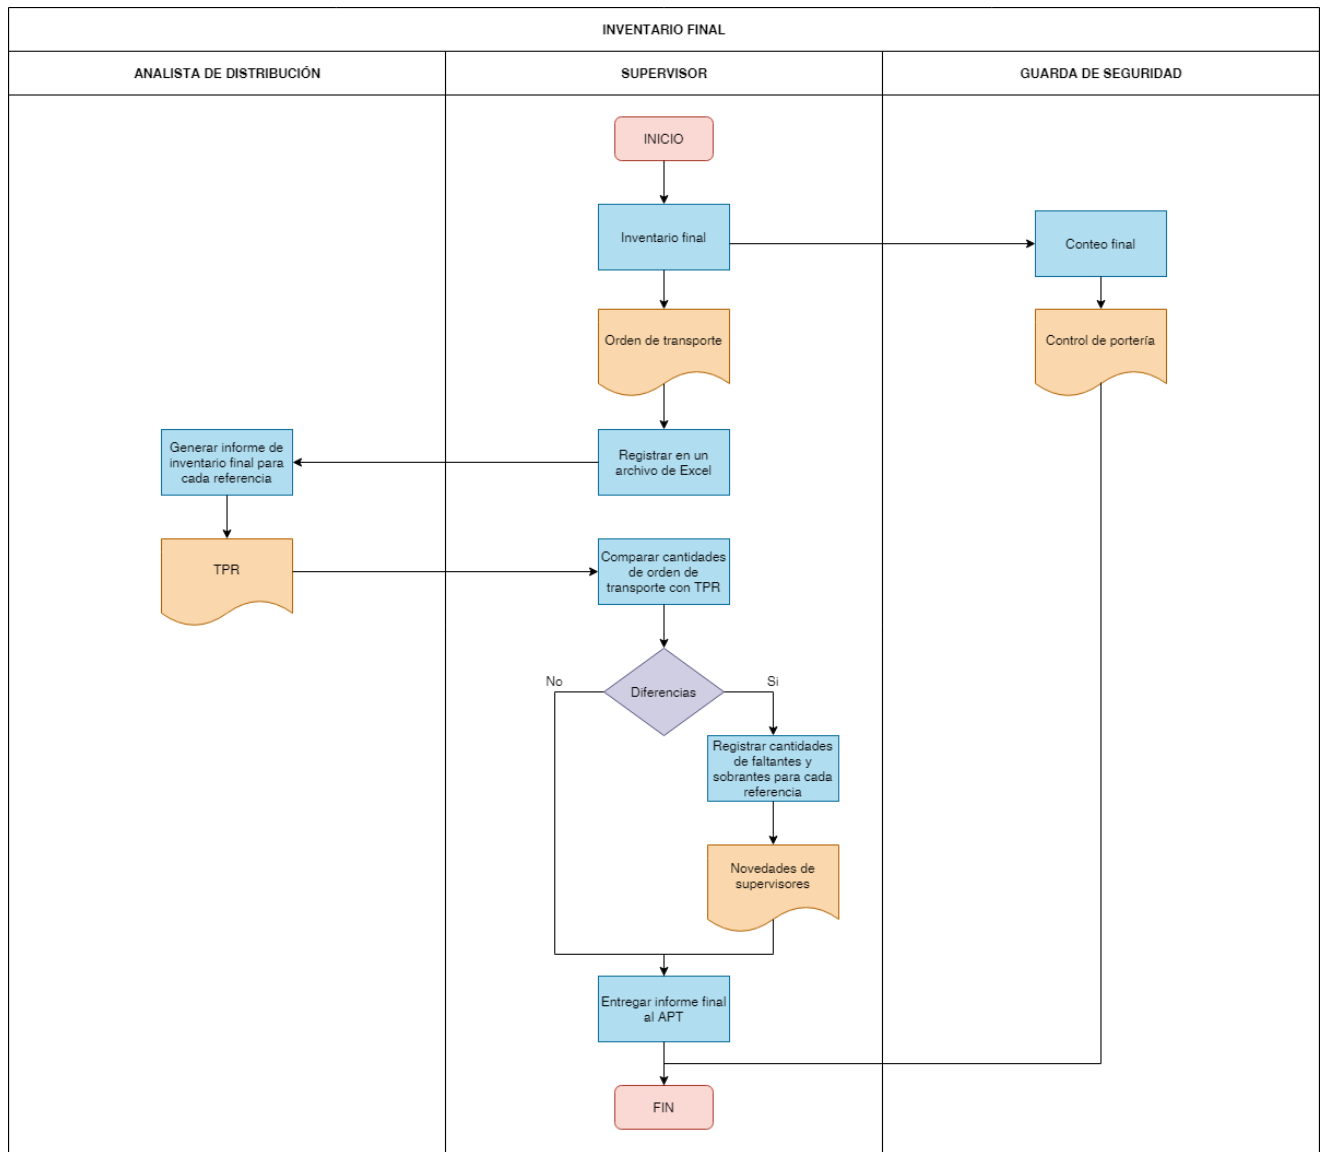 INVENTARIO FINAL
ANALISTA DE DISTRIBUCIÓN
SUPERVISOR
GUARDA DE SEGURIDAD
INICIO
Inventario final
Conteo final
Orden de transporte
Control de portería
Generar informe de
inventario final para
cada referencia
Registrar en un
archivo de Excel
TPR
Comparar cantidades
de orden de
transporte con TPR
Diferencias
No
Si
Registrar cantidades
de faltantes y
sobrantes para cada
referencia
Novedades de
supervisores
Entregar informe final
al APT
FIN